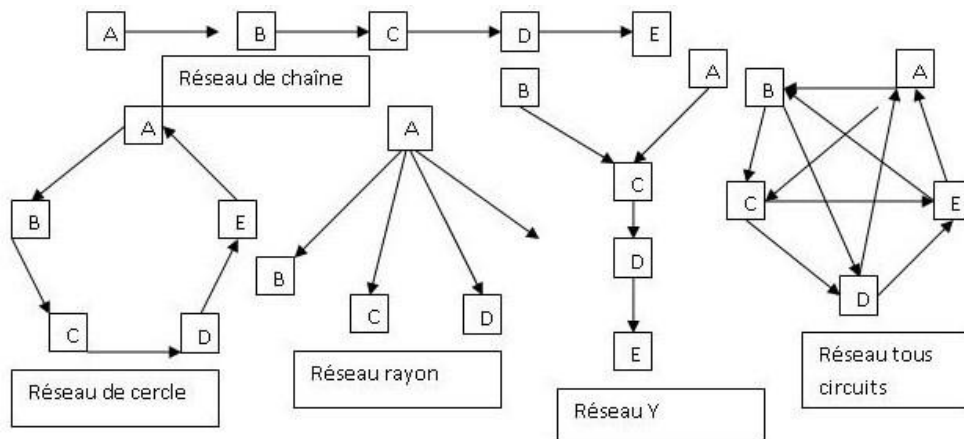 A B C D E
Réseau de chaîne
A
B
E
C
D
Réseau de cercle
A
B
C
D
Réseau rayon
A
B
C
D
E
Réseau Y
A
B
C
E
D
Réseau tous
circuits